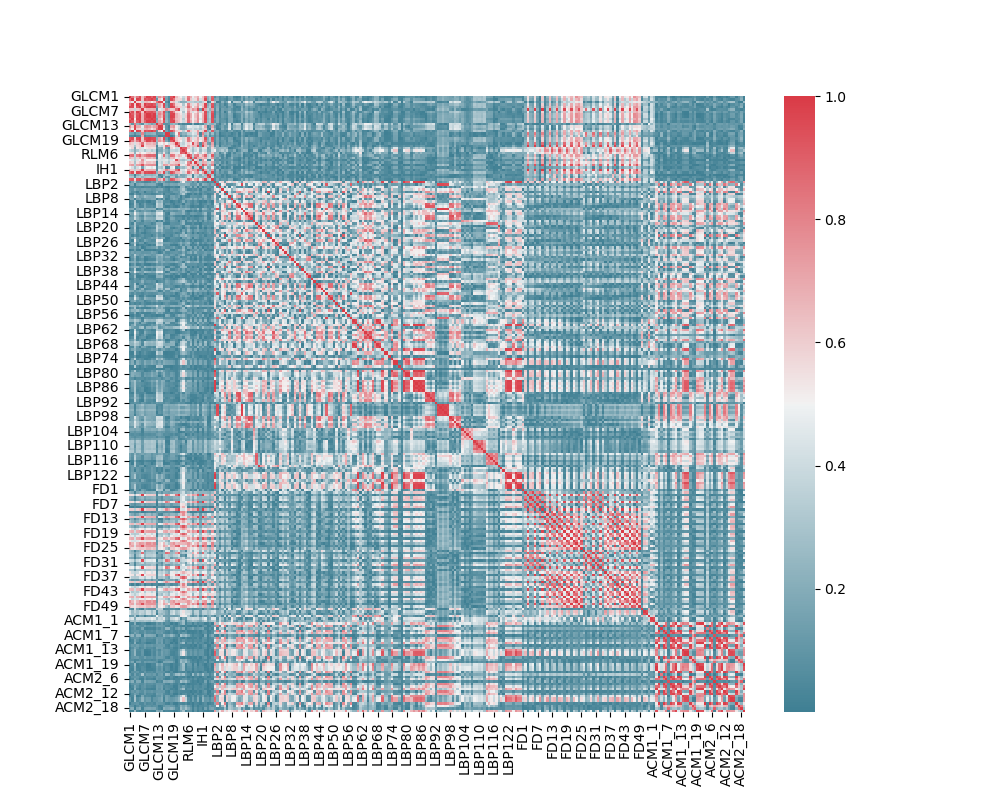 GLCM1
GLCM7
GLCM13
GLCM19
RLM6
IH1
LBP2
LBP8
LBP14
LBP20
LBP26
LBP32
LBP38
LBP44
LBP50
LBP56
LBP62
LBP68
LBP74
LBP80
LBP86
LBP92
LBP98
LBP104
LBP110
LBP116
LBP122
FD1
FD7
FD13
FD19
FD25
FD31
FD37
FD43
FD49
ACM1_1
ACM1_7
ACM1_13
ACM1_19
ACM2_6
ACM2_12
ACM2_18
GLCM1
GLCM7
GLCM13
GLCM19
RLM6
IH1
LBP2
LBP8
LBP14
LBP20
LBP26
LBP32
LBP38
LBP44
LBP50
LBP56
LBP62
LBP68
LBP74
LBP80
LBP86
LBP92
LBP98
LBP104
LBP110
LBP116
LBP122
FD1
FD7
FD13
FD19
FD25
FD31
FD37
FD43
FD49
ACM1_1
ACM1_7
ACM1_13
ACM1_19
ACM2_6
ACM2_12
ACM2_18
1.0
0.8
0.6
0.4
0.2